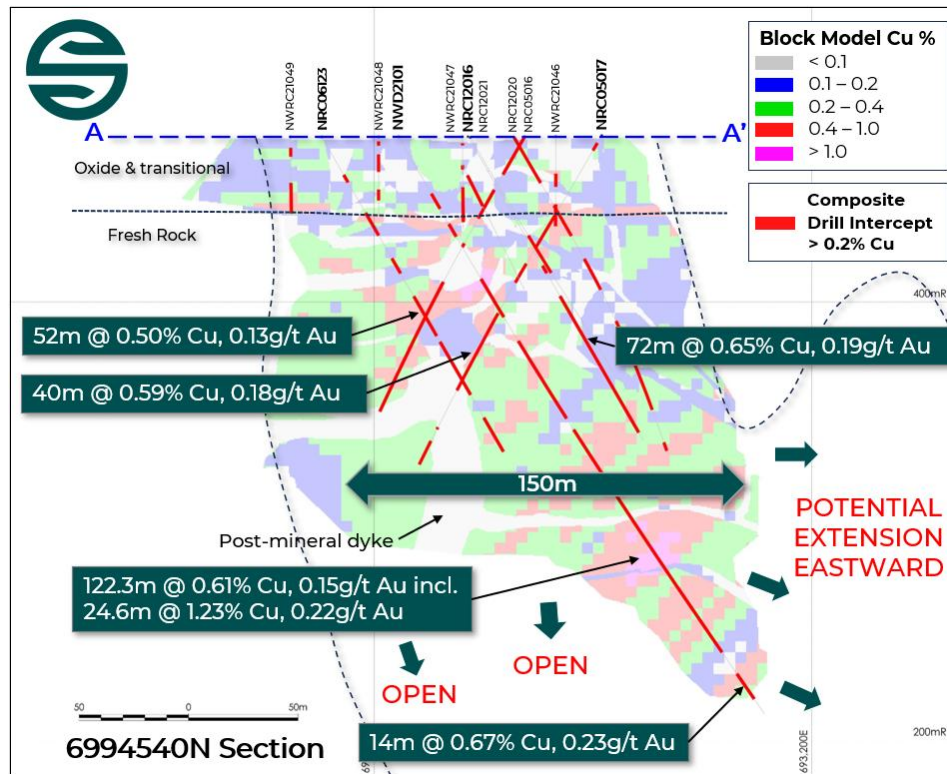 Block Model Cu %
< 0.1
0.1 – 0.2
0.2 – 0.4
0.4 – 1.0
> 1.0
Composite
Drill Intercept
> 0.2% Cu
NWRC21049
NRC06123
NWRC21048
NWD2101
NWRC21047
NRC12016
NRC12021
NRC12020
NRC05016
NWRC21046
NRC05017
A
A'
Oxide & transitional
Fresh Rock
400mR
52m @ 0.50% Cu, 0.13g/t Au
72m @ 0.65% Cu, 0.19g/t Au
40m @ 0.59% Cu, 0.18g/t Au
150m
POTENTIAL
EXTENSION
EASTWARD
Post-mineral dyke
122.3m @ 0.61% Cu, 0.15g/t Au incl.
24.6m @ 1.23% Cu, 0.22g/t Au
OPEN
OPEN
50 0 50m
14m @ 0.67% Cu, 0.23g/t Au
6994540N Section
200mR
693,200E